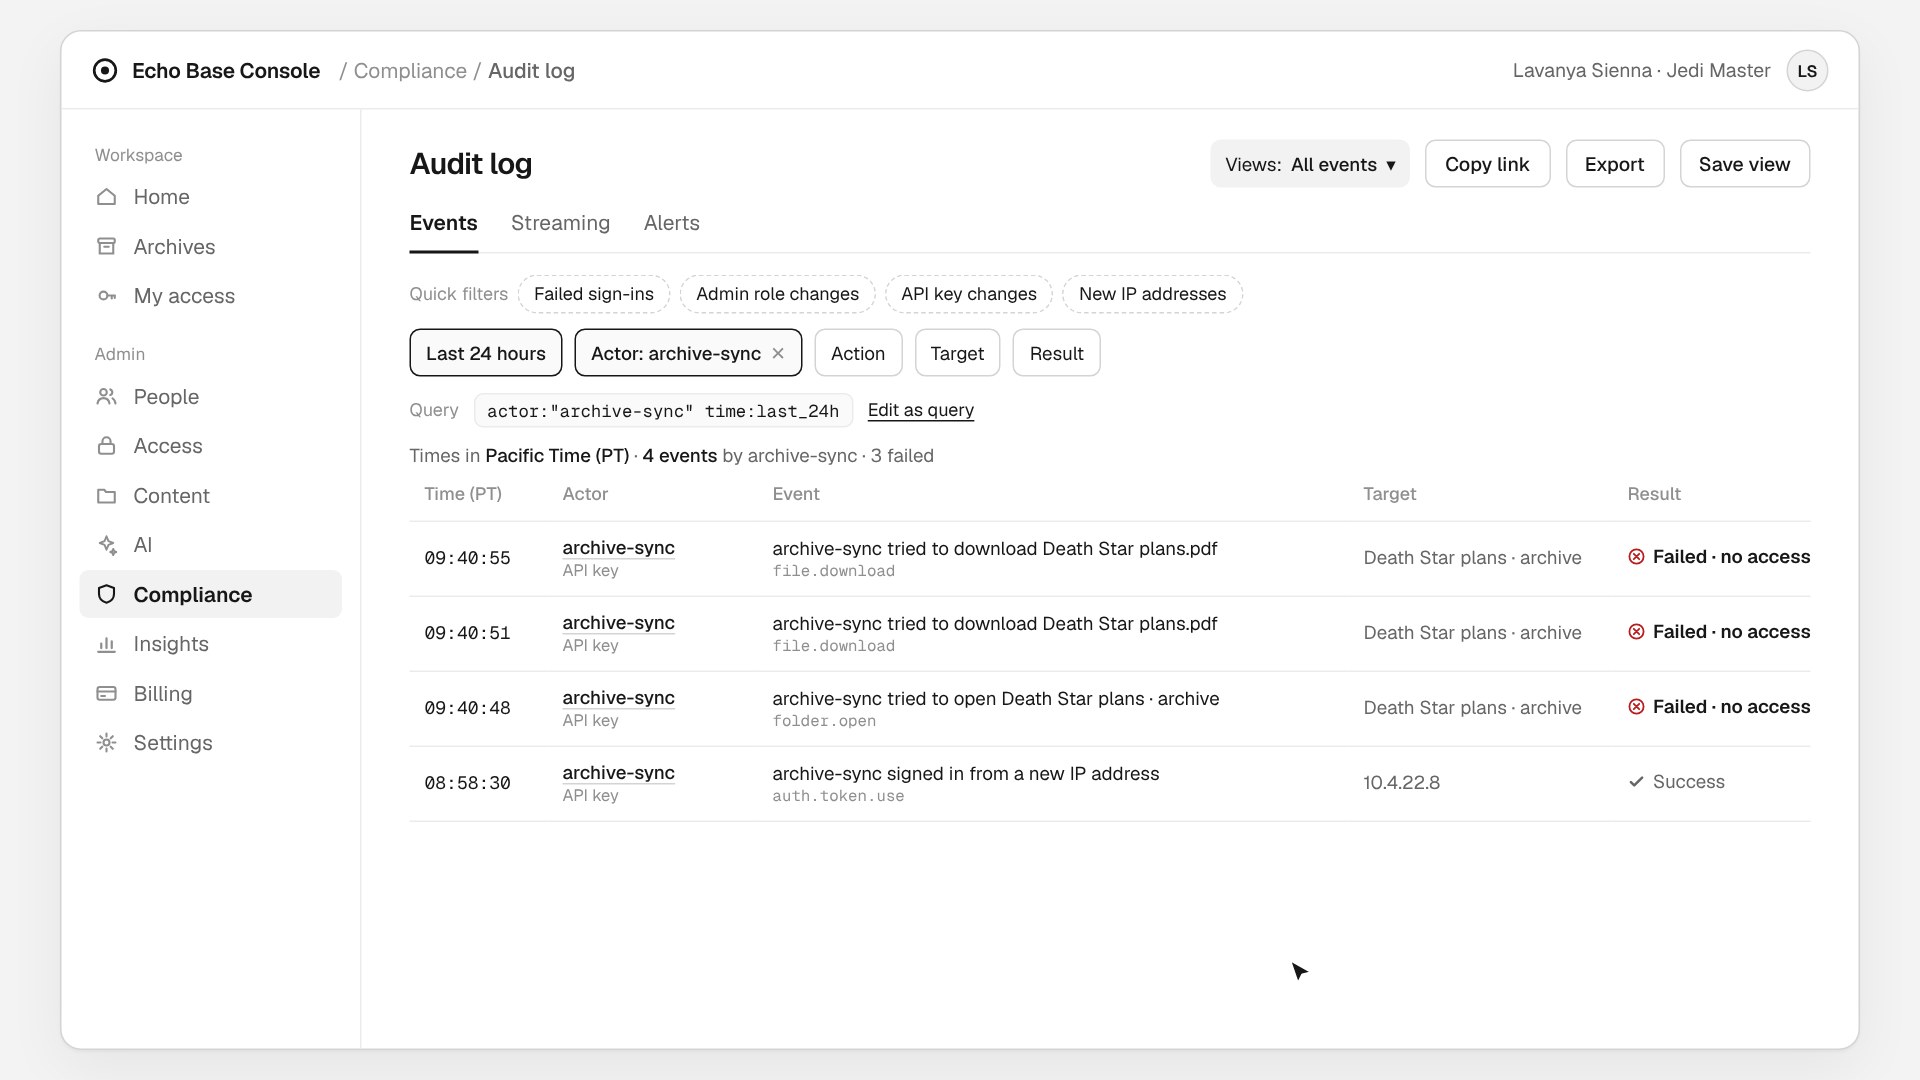 Echo Base Console / Compliance / Audit log
Lavanya Sienna · Jedi Master LS
Workspace
Home
Archives
My access
Admin
People
Access
Content
AI
Compliance
Insights
Billing
Settings
Audit log
Views: All events ▾ Copy link Export Save view
Events Streaming Alerts
Quick filters Failed sign-ins Admin role changes API key changes New IP addresses
Last 24 hours Actor: archive-sync × Action Target Result
Query actor:"archive-sync" time:last_24h Edit as query
Times in Pacific Time (PT) · 4 events by archive-sync · 3 failed
Time (PT) Actor Event Target Result
09:40:55 archive-sync archive-sync tried to download Death Star plans.pdf Death Star plans · archive Failed · no access
API key file.download
09:40:51 archive-sync archive-sync tried to download Death Star plans.pdf Death Star plans · archive Failed · no access
API key file.download
09:40:48 archive-sync archive-sync tried to open Death Star plans · archive Death Star plans · archive Failed · no access
API key folder.open
08:58:30 archive-sync archive-sync signed in from a new IP address 10.4.22.8 Success
API key auth.token.use